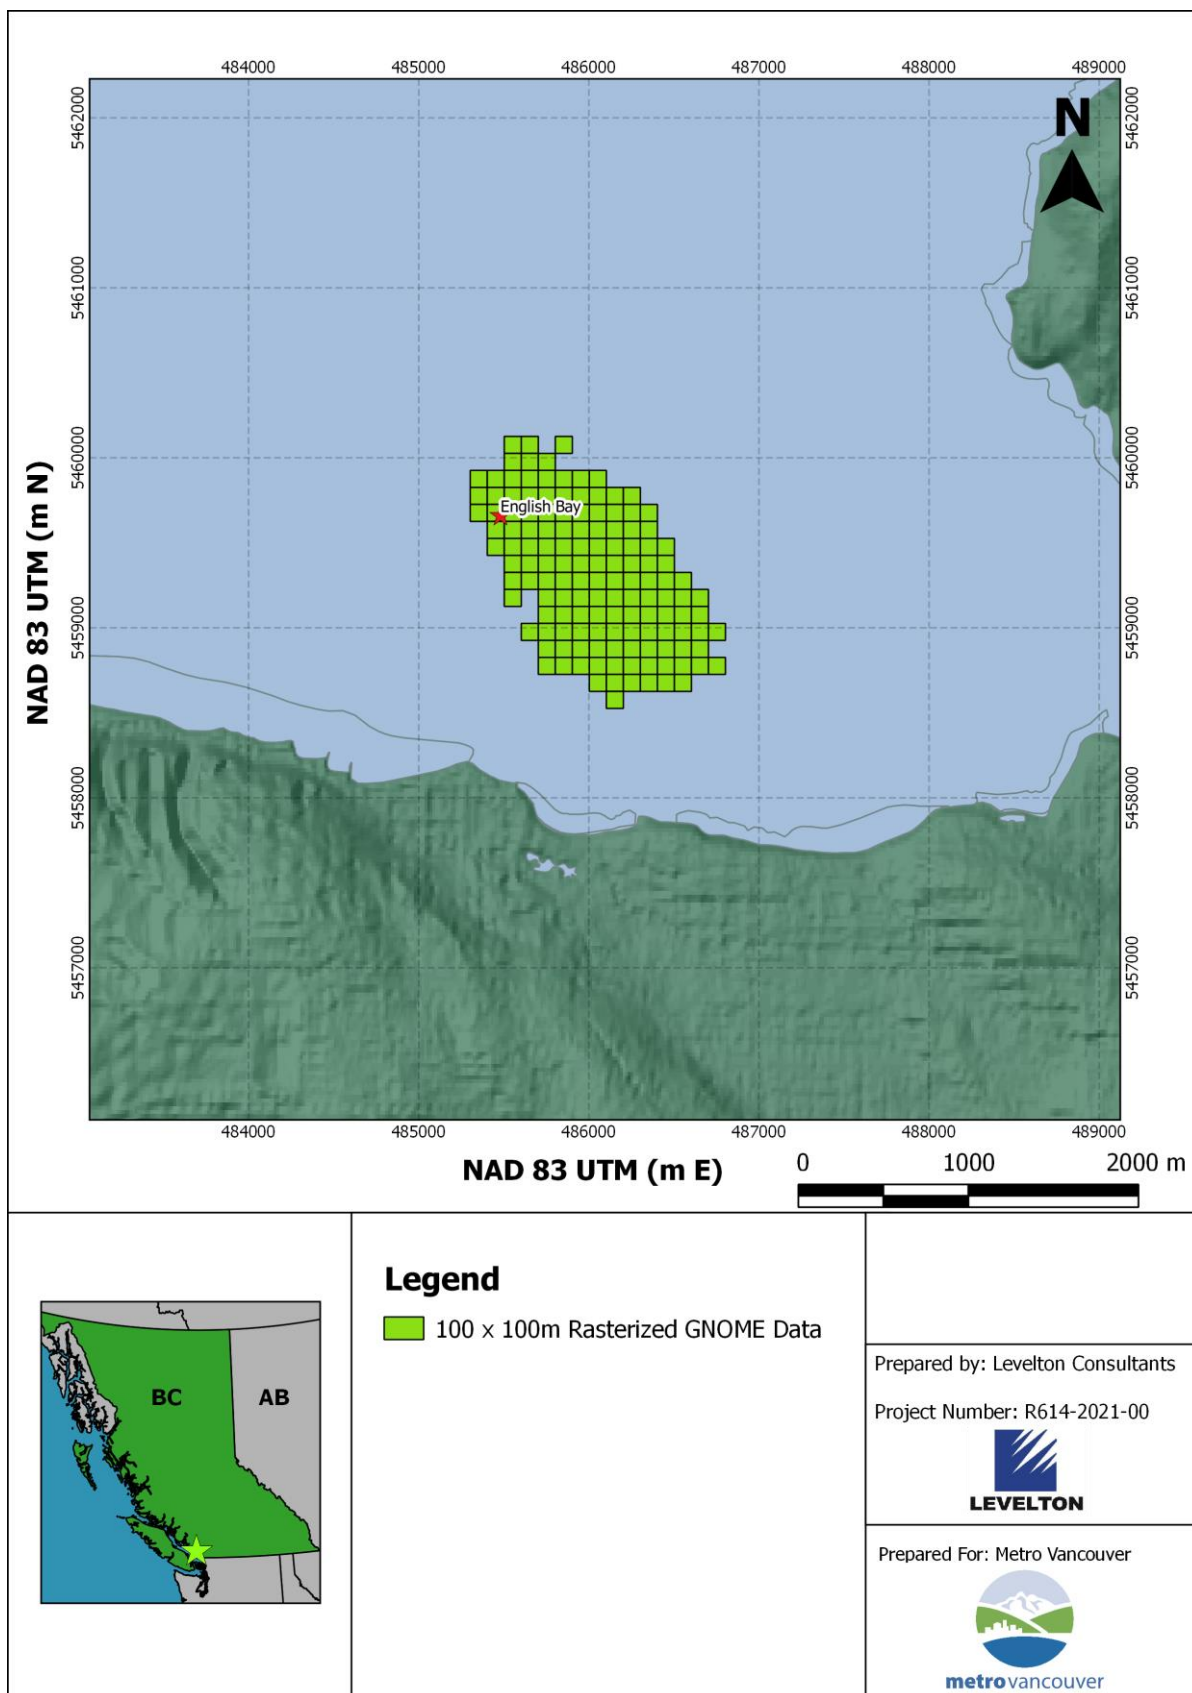 484000 485000 486000 487000 488000 489000
5462000 5462000
N
5461000 5461000
5460000 5460000
English Bay
NAD 83 UTM (m N)
5459000 5459000
5458000 5458000
5457000 5457000
484000 485000 486000 487000 488000 489000
NAD 83 UTM (m E)
0 1000 2000 m
BC AB
Legend
100 x 100m Rasterized GNOME Data
Prepared by: Levelton Consultants
Project Number: R614-2021-00
LEVELTON
Prepared For: Metro Vancouver
metrovancouver